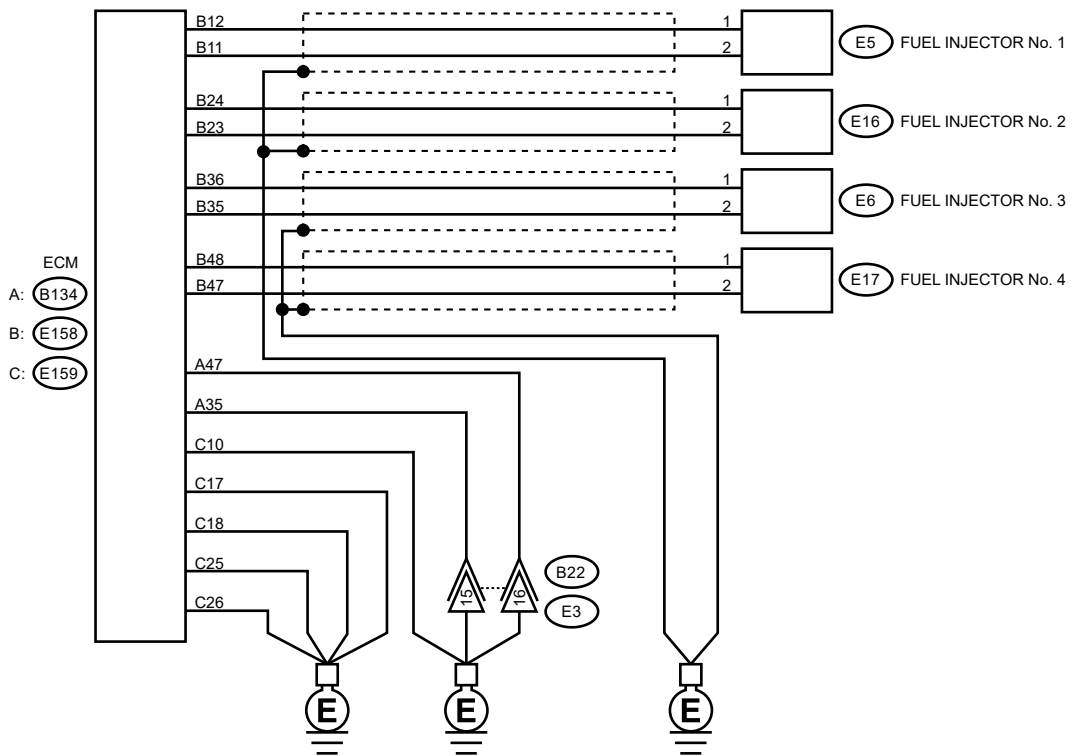 B12
1
B11
2
E5 FUEL INJECTOR No. 1
B24
1
B23
2
E16 FUEL INJECTOR No. 2
B36
1
B35
2
E6 FUEL INJECTOR No. 3
B48
1
B47
2
E17 FUEL INJECTOR No. 4
ECM
A: B134
B: E158
C: E159
A47
A35
C10
C17
C18
C25
C26
15
16
B22
E3
E
E
E